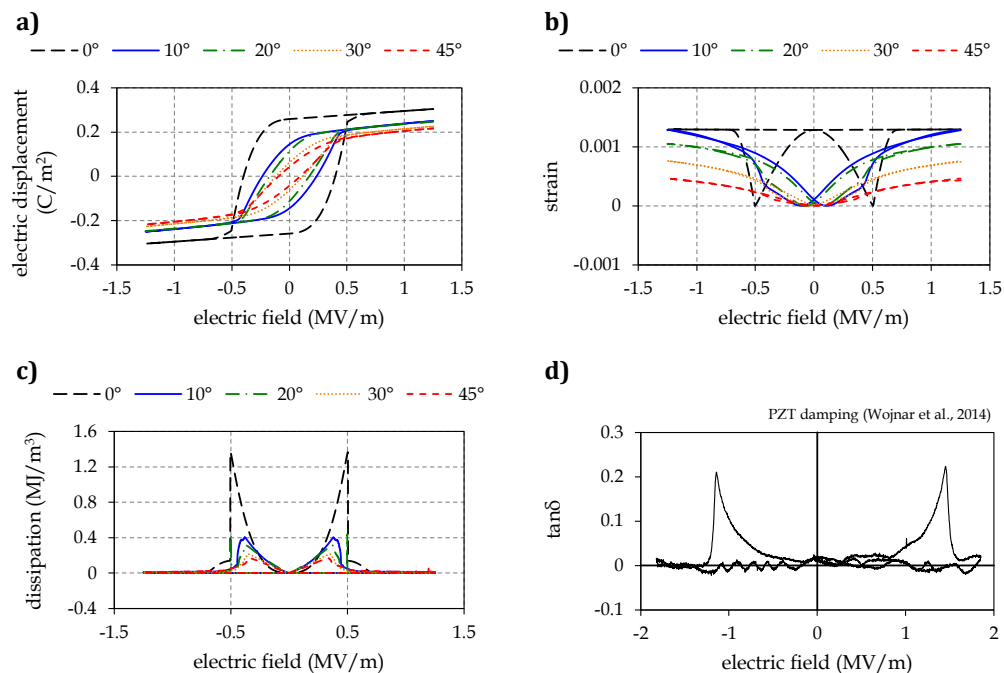 a)
0° 10° 20° 30° 45°
0.4
0.2
0
-0.2
-0.4
-1.5 -1 -0.5 0 0.5 1 1.5
electric displacement
(C/m²)
electric field (MV/m)
b)
0° 10° 20° 30° 45°
0.002
0.001
0
-0.001
-1.5 -1 -0.5 0 0.5 1 1.5
strain
electric field (MV/m)
c)
0° 10° 20° 30° 45°
1.6
1.2
0.8
0.4
0
-0.4
-1.5 -0.5 0.5 1.5
dissipation (MJ/m³)
electric field (MV/m)
d)
PZT damping (Wojnar et al., 2014)
0.3
0.2
0.1
0
-0.1
-2 -1 0 1 2
tanδ
electric field (MV/m)